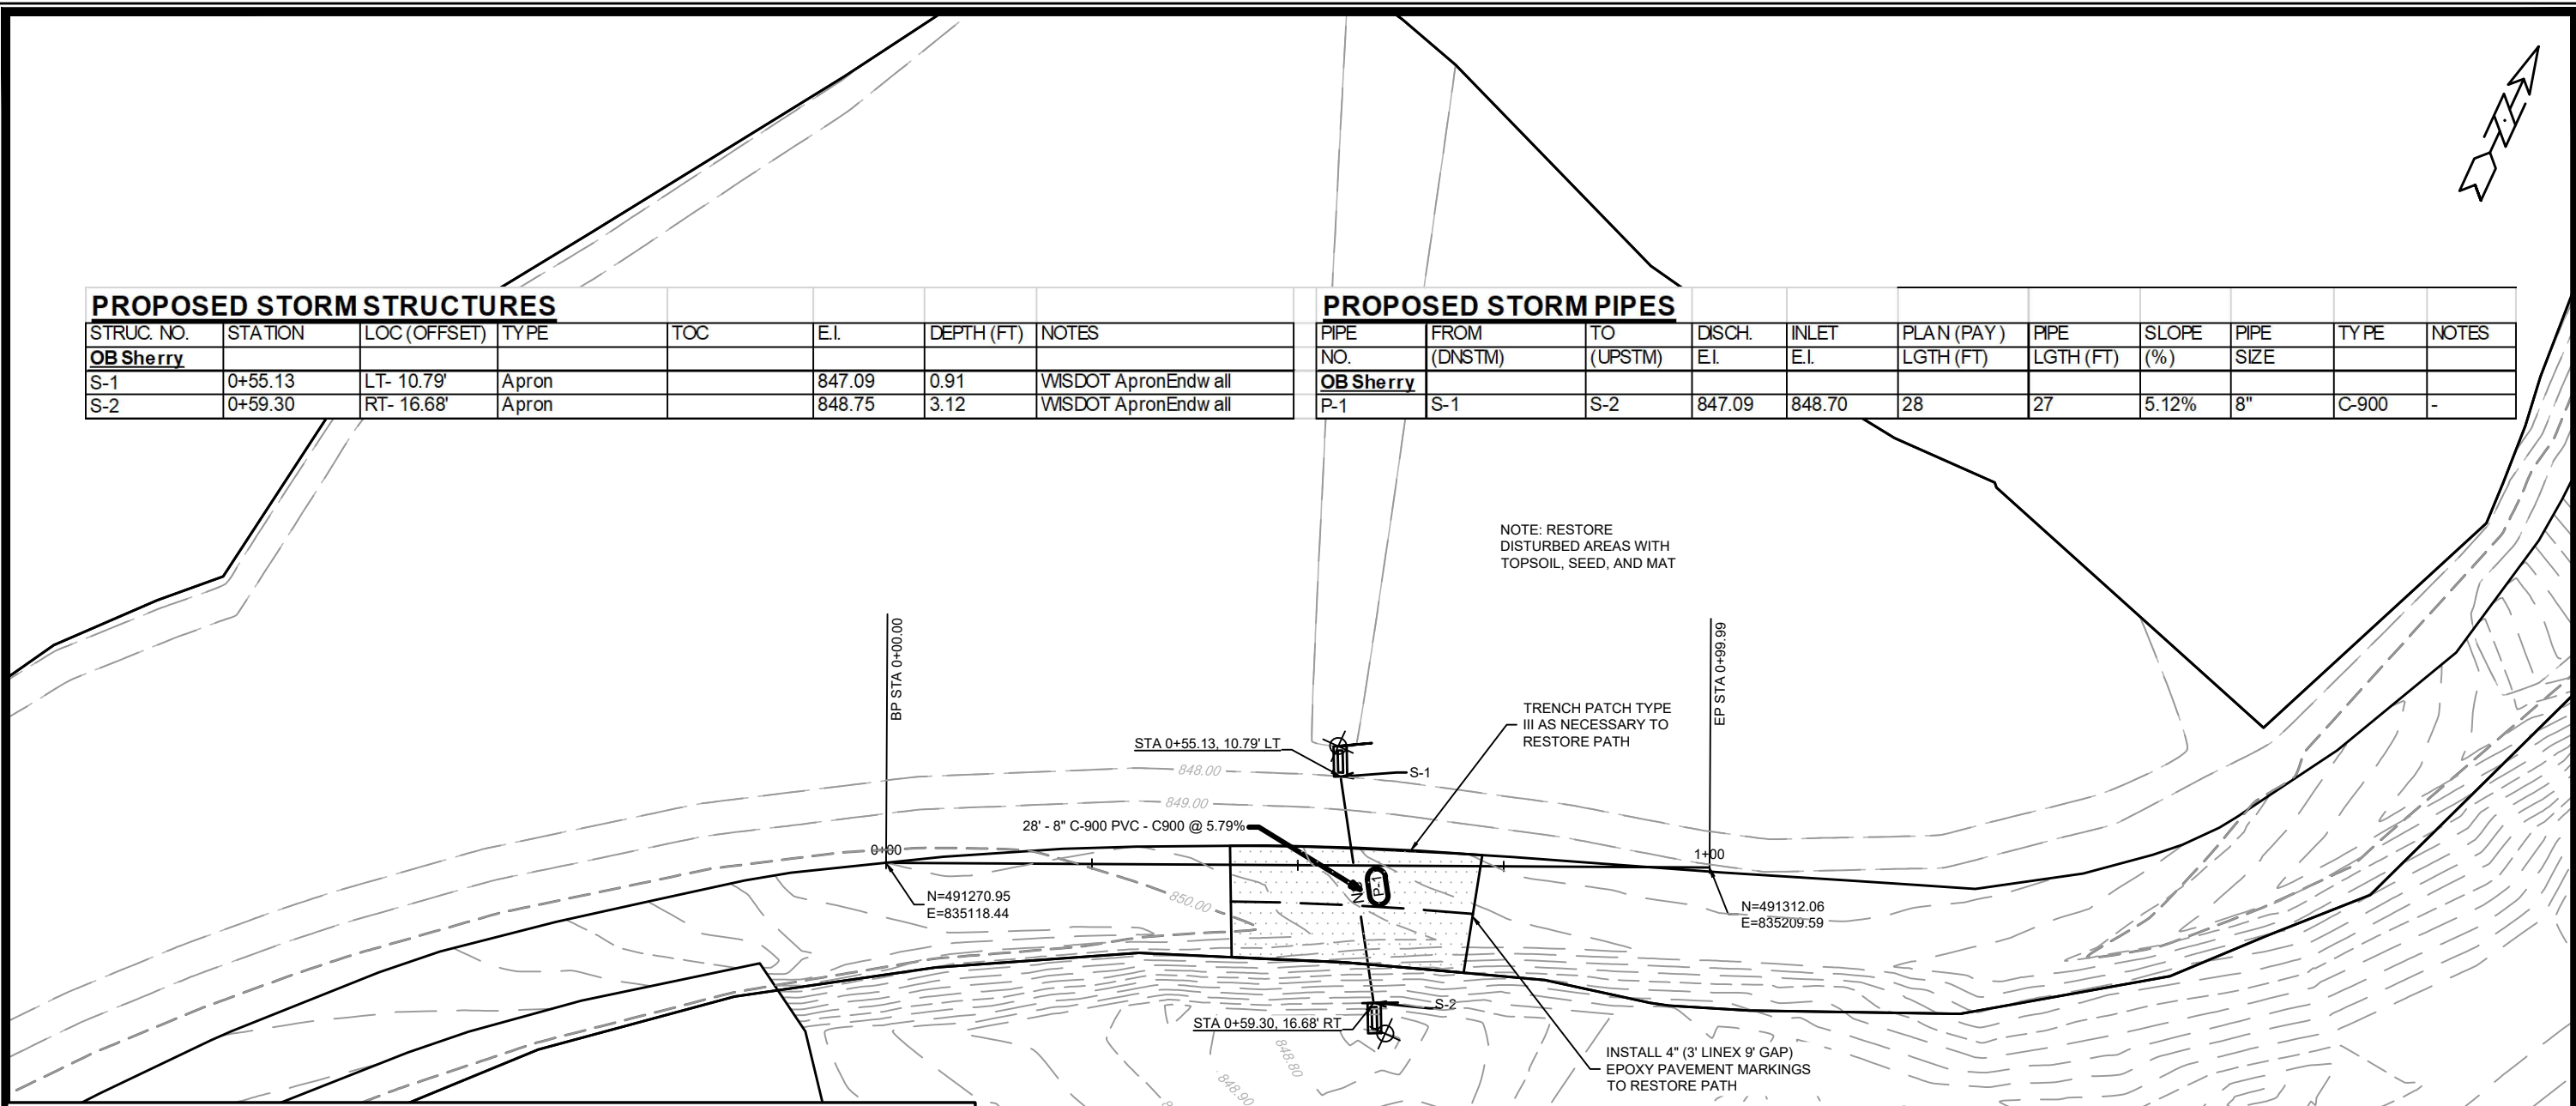 PROPOSED STORM STRUCTURES
STRUC. NO. STATION LOC (OFFSET) TYPE TOC E.I. DEPTH (FT) NOTES
OB Sherry
S-1 0+55.13 LT- 10.79' Apron 847.09 0.91 WISDOT Apron Endwall
S-2 0+59.30 RT- 16.68' Apron 848.75 3.12 WISDOT Apron Endwall
PROPOSED STORM PIPES
PIPE FROM TO DISCH. INLET PLAN (PAY) PIPE SLOPE PIPE TYPE NOTES
NO. (DNSTM) (UPSTM) E.I. E.I. LGTH (FT) LGTH (FT) (%) SIZE
OB Sherry
P-1 S-1 S-2 847.09 848.70 28 27 5.12% 8" C-900 -
NOTE: RESTORE
DISTURBED AREAS WITH
TOPSOIL, SEED, AND MAT
BP STA 0+00.00
EP STA 0+99.99
TRENCH PATCH TYPE
III AS NECESSARY TO
RESTORE PATH
STA 0+55.13, 10.79' LT
S-1
848.00
849.00
28' - 8" C-900 PVC - C900 @ 5.79%
0+00
1+00
P-1
N=491270.95
E=835118.44
850.00
N=491312.06
E=835209.59
S-2
STA 0+59.30, 16.68' RT
848.80
848.90
INSTALL 4" (3' LINEX 9' GAP)
EPOXY PAVEMENT MARKINGS
TO RESTORE PATH